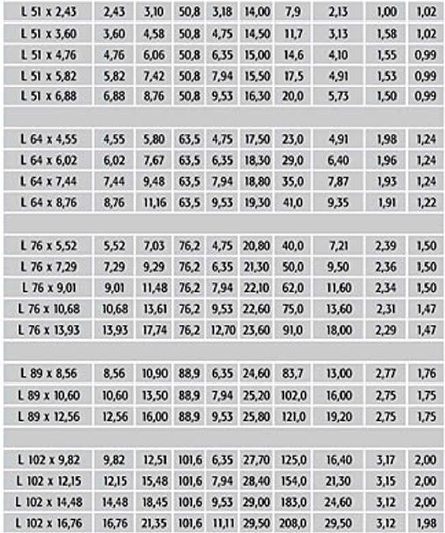 L 51 x 2,43 2,43 3,10 50,8 3,18 14,00 7,9 2,13 1,00 1,02
L 51 x 3,60 3,60 4,58 50,8 4,75 14,50 11,7 3,13 1,58 1,02
L 51 x 4,76 4,76 6,06 50,8 6,35 15,00 14,6 4,10 1,55 0,99
L 51 x 5,82 5,82 7,42 50,8 7,94 15,50 17,5 4,91 1,53 0,99
L 51 x 6,88 6,88 8,76 50,8 9,53 16,30 20,0 5,73 1,50 0,99
L 64 x 4,55 4,55 5,80 63,5 4,75 17,50 23,0 4,91 1,98 1,24
L 64 x 6,02 6,02 7,67 63,5 6,35 18,30 29,0 6,40 1,96 1,24
L 64 x 7,44 7,44 9,48 63,5 7,94 18,80 35,0 7,87 1,93 1,24
L 64 x 8,76 8,76 11,16 63,5 9,53 19,30 41,0 9,35 1,91 1,22
L 76 x 5,52 5,52 7,03 76,2 4,75 20,80 40,0 7,21 2,39 1,50
L 76 x 7,29 7,29 9,29 76,2 6,35 21,30 50,0 9,50 2,36 1,50
L 76 x 9,01 9,01 11,48 76,2 7,94 22,10 62,0 11,60 2,34 1,50
L 76 x 10,68 10,68 13,61 76,2 9,53 22,60 75,0 13,60 2,31 1,47
L 76 x 13,93 13,93 17,74 76,2 12,70 23,60 91,0 18,00 2,29 1,47
L 89 x 8,56 8,56 10,90 88,9 6,35 24,60 83,7 13,00 2,77 1,76
L 89 x 10,60 10,60 13,50 88,9 7,94 25,20 102,0 16,00 2,75 1,75
L 89 x 12,56 12,56 16,00 88,9 9,53 25,80 121,0 19,20 2,75 1,75
L 102 x 9,82 9,82 12,51 101,6 6,35 27,70 125,0 16,40 3,17 2,00
L 102 x 12,15 12,15 15,48 101,6 7,94 28,40 154,0 21,30 3,15 2,00
L 102 x 14,48 14,48 18,45 101,6 9,53 29,00 183,0 24,60 3,12 2,00
L 102 x 16,76 16,76 21,35 101,6 11,11 29,50 208,0 29,50 3,12 1,98